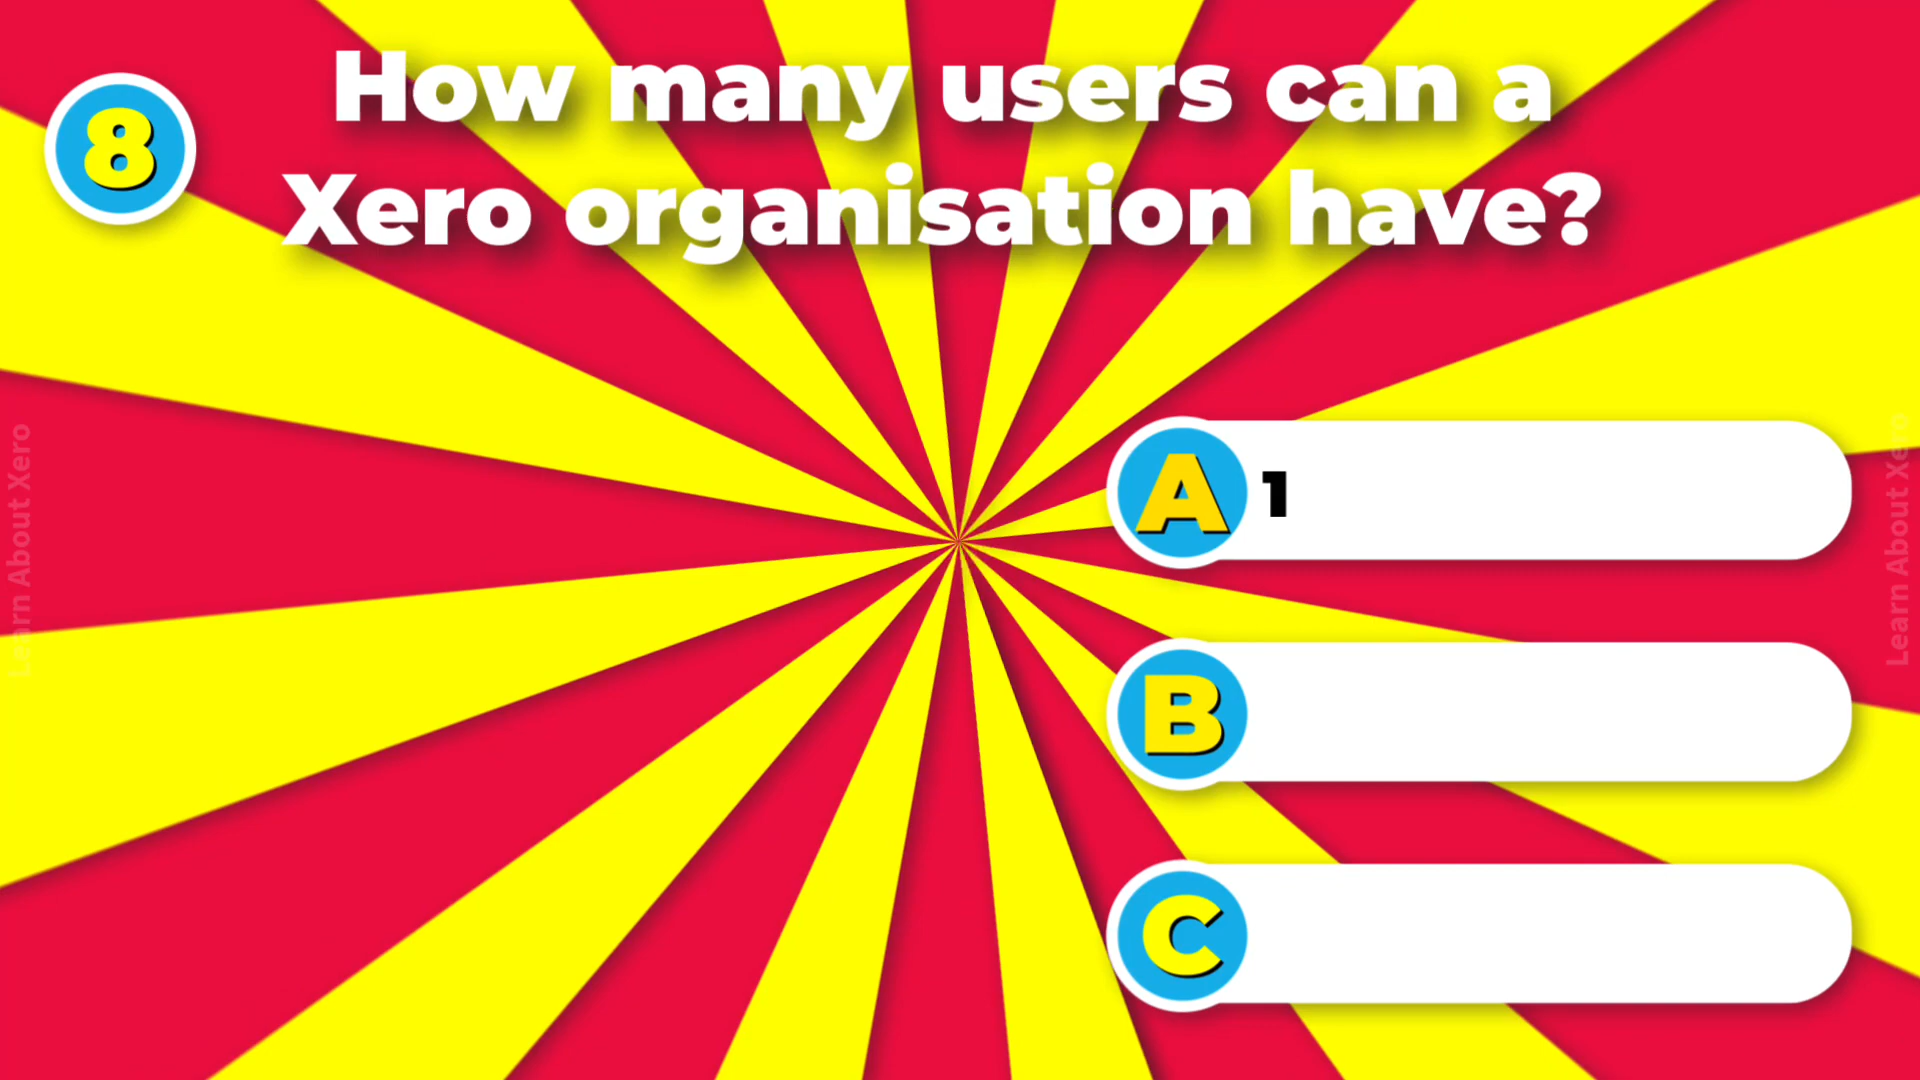 8
How many users can a
Xero organisation have?
A 1
B
C
Learn About Xero
Learn About Xero